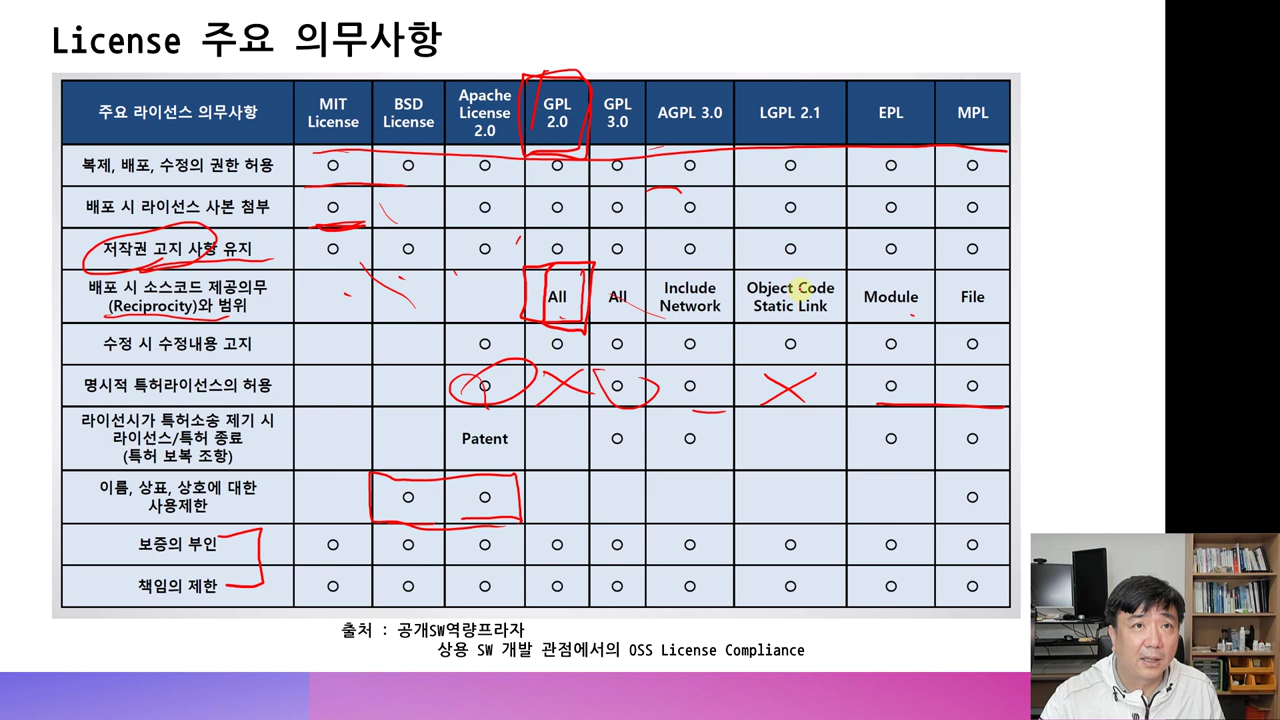 License 주요 의무사항
주요 라이선스 의무사항
MIT
License
BSD
License
Apache
License
2.0
GPL
2.0
GPL
3.0
AGPL 3.0
LGPL 2.1
EPL
MPL
복제, 배포, 수정의 권한 허용
○ ○ ○ ○ ○ ○ ○ ○ ○
배포 시 라이선스 사본 첨부
○ ○ ○ ○ ○ ○ ○ ○
저작권 고지 사항 유지
○ ○ ○ ○ ○ ○ ○ ○ ○
배포 시 소스코드 제공의무
(Reciprocity)와 범위
All
All
Include
Network
Object Code
Static Link
Module
File
수정 시 수정내용 고지
○ ○ ○ ○ ○ ○ ○
명시적 특허라이선스의 허용
○ ○ ○ ○ ○
라이선시가 특허소송 제기 시
라이선스/특허 종료
(특허 보복 조항)
Patent
○ ○ ○ ○
이름, 상표, 상호에 대한
사용제한
○ ○ ○
보증의 부인
○ ○ ○ ○ ○ ○ ○ ○ ○
책임의 제한
○ ○ ○ ○ ○ ○ ○ ○ ○
출처 : 공개SW역량프라자
상용 SW 개발 관점에서의 OSS License Compliance